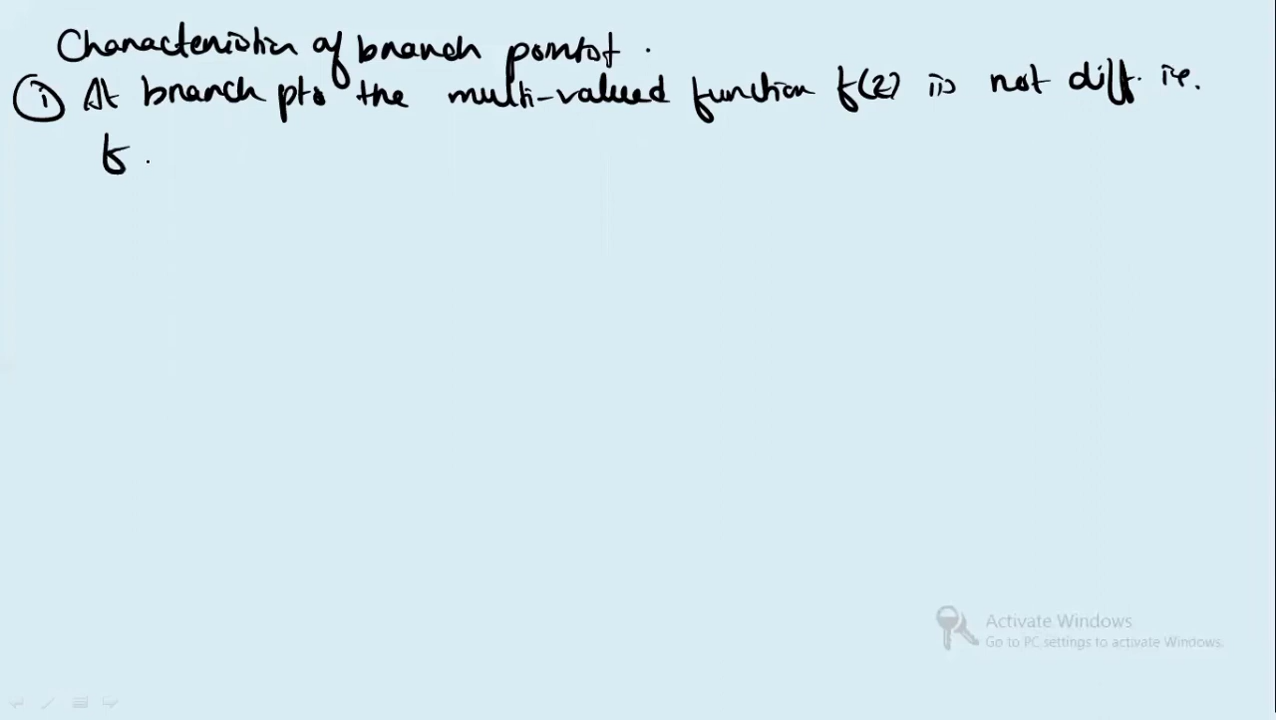 Characteristics of branch point .
① At branch pts the multi-valued function f(z) is not diff. i.e.
f .
Activate Windows
Go to PC settings to activate Windows.